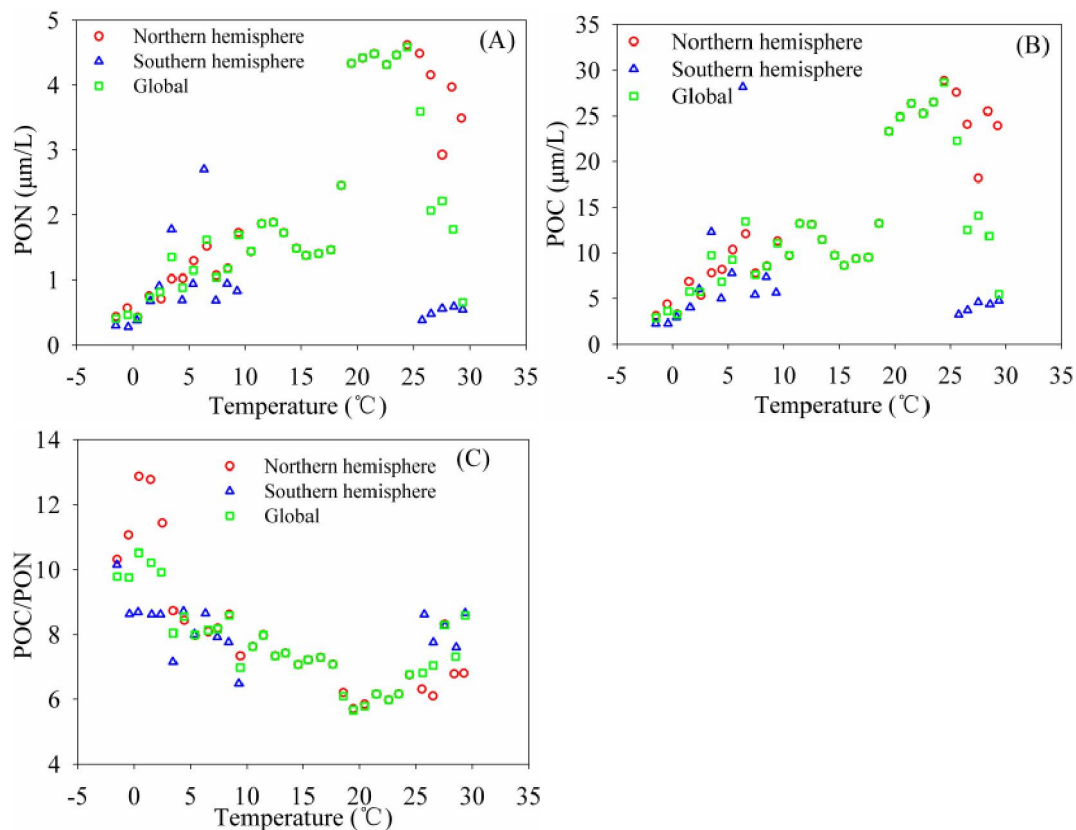 (A)
Northern hemisphere
Southern hemisphere
Global
PON (µm/L)
5
4
3
2
1
0
-5 0 5 10 15 20 25 30 35
Temperature (℃)
(B)
Northern hemisphere
Southern hemisphere
Global
POC (µm/L)
35
30
25
20
15
10
5
0
-5 0 5 10 15 20 25 30 35
Temperature (℃)
(C)
Northern hemisphere
Southern hemisphere
Global
POC/PON
14
12
10
8
6
4
-5 0 5 10 15 20 25 30 35
Temperature (℃)